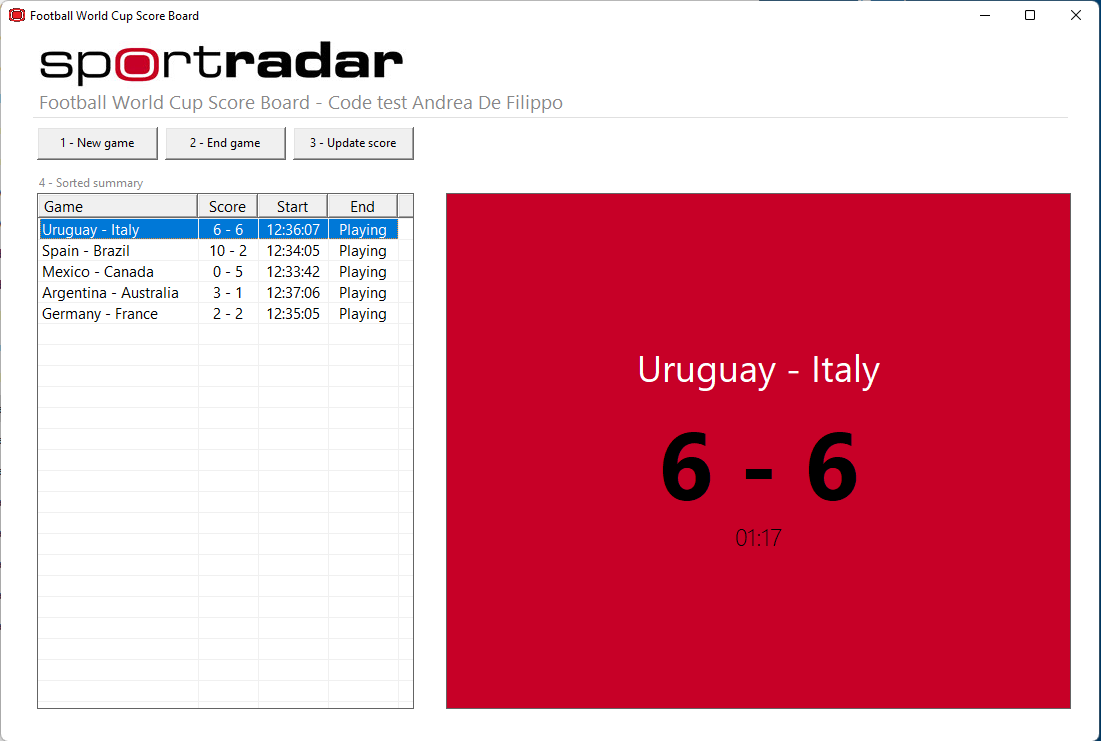 Football World Cup Score Board
sportradar
Football World Cup Score Board - Code test Andrea De Filippo
1 - New game 2 - End game 3 - Update score
4 - Sorted summary
Game Score Start End
Uruguay - Italy 6 - 6 12:36:07 Playing
Spain - Brazil 10 - 2 12:34:05 Playing
Mexico - Canada 0 - 5 12:33:42 Playing
Argentina - Australia 3 - 1 12:37:06 Playing
Germany - France 2 - 2 12:35:05 Playing
Uruguay - Italy
6 - 6
01:17